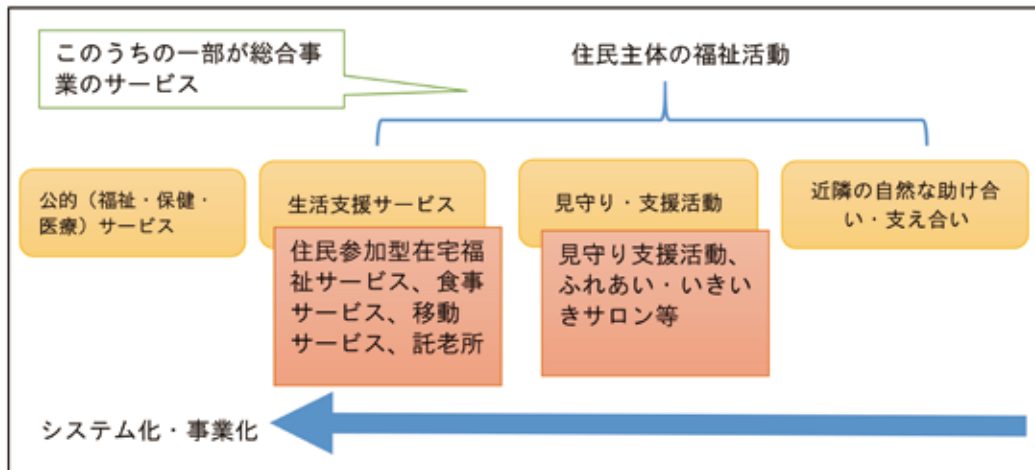 このうちの一部が総合事
業のサービス
住民主体の福祉活動
公的（福祉・保健・
医療）サービス
生活支援サービス
住民参加型在宅福
祉サービス、食事
サービス、移動
サービス、託老所
見守り・支援活動
見守り支援活動、
ふれあい・いきい
きサロン等
近隣の自然な助け合
い・支え合い
システム化・事業化